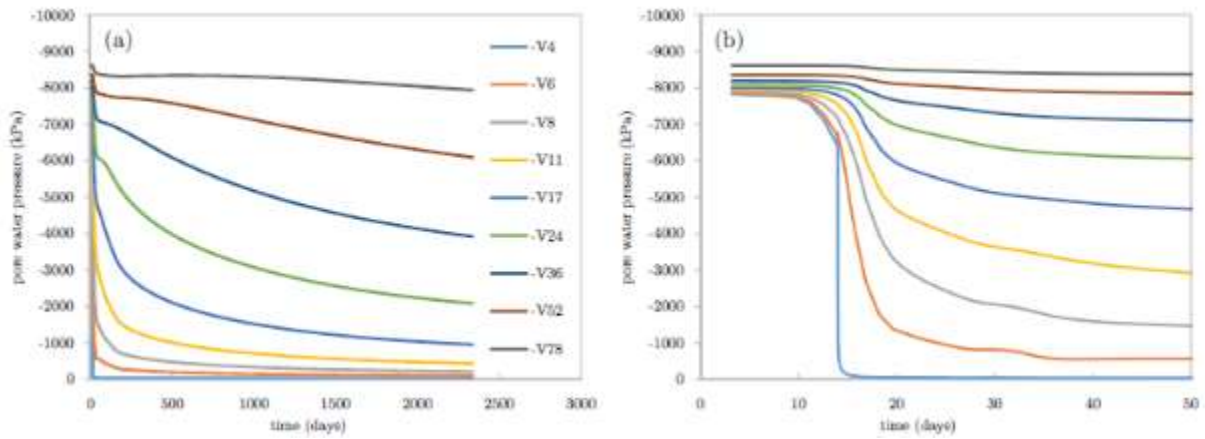 (a)
-10000
-9000
-8000
-7000
-6000
-5000
-4000
-3000
-2000
-1000
0
pore water pressure (kPa)
0 500 1000 1500 2000 2500 3000
time (days)
-V4
-V6
-V8
-V11
-V17
-V24
-V36
-V52
-V78
(b)
-10000
-9000
-8000
-7000
-6000
-5000
-4000
-3000
-2000
-1000
0
pore water pressure (kPa)
0 10 20 30 40 50
time (days)